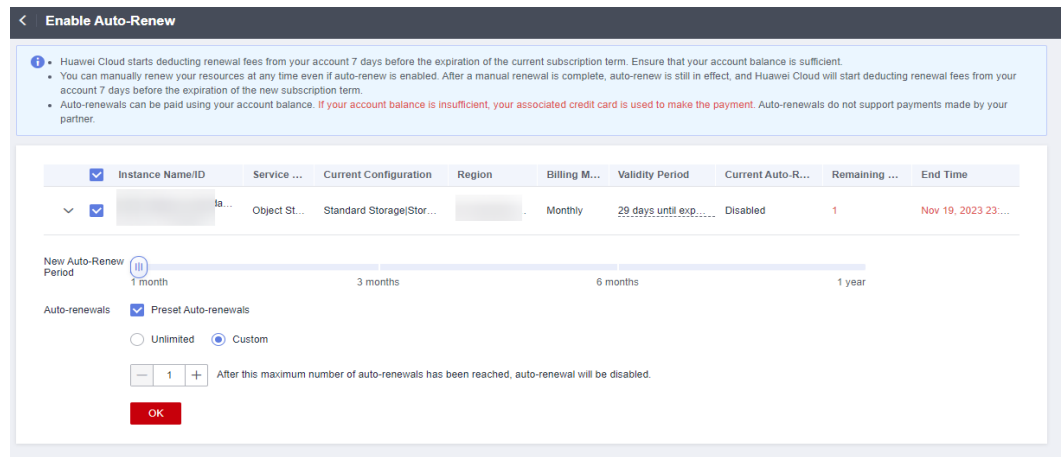 Enable Auto-Renew
• Huawei Cloud starts deducting renewal fees from your account 7 days before the expiration of the current subscription term. Ensure that your account balance is sufficient.
• You can manually renew your resources at any time even if auto-renew is enabled. After a manual renewal is complete, auto-renew is still in effect, and Huawei Cloud will start deducting renewal fees from your
account 7 days before the expiration of the new subscription term.
• Auto-renewals can be paid using your account balance. If your account balance is insufficient, your associated credit card is used to make the payment. Auto-renewals do not support payments made by your
partner.
Instance Name/ID Service ... Current Configuration Region Billing M... Validity Period Current Auto-R... Remaining ... End Time
Object St... Standard Storage|Stor... Monthly 29 days until exp... Disabled 1 Nov 19, 2023 23:...
New Auto-Renew
Period
1 month 3 months 6 months 1 year
Auto-renewals Preset Auto-renewals
Unlimited Custom
1 After this maximum number of auto-renewals has been reached, auto-renewal will be disabled.
OK